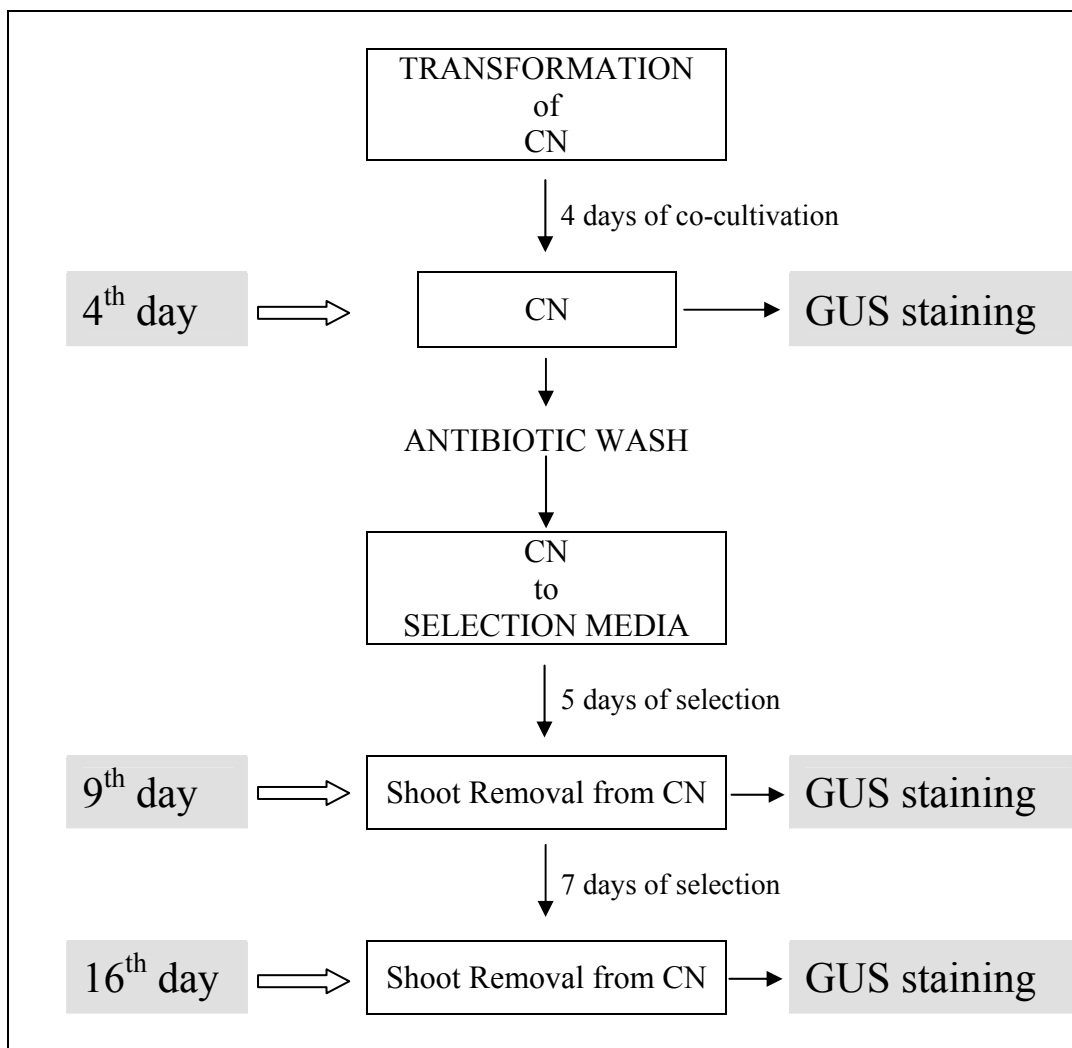 TRANSFORMATION
of
CN
4 days of co-cultivation
4th day
CN
GUS staining
ANTIBIOTIC WASH
CN
to
SELECTION MEDIA
5 days of selection
9th day
Shoot Removal from CN
GUS staining
7 days of selection
16th day
Shoot Removal from CN
GUS staining